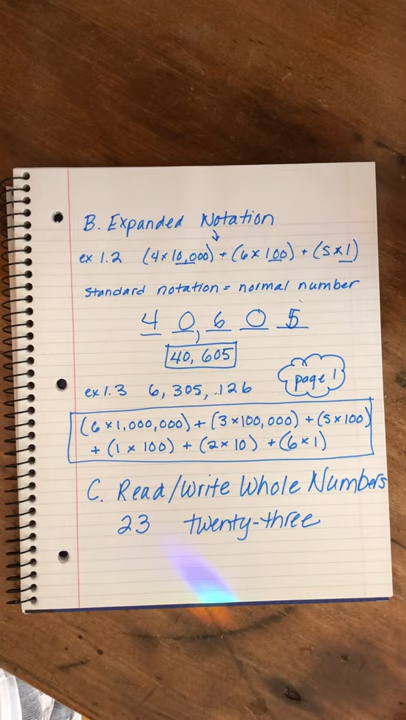 B. Expanded Notation
ex 1.2 (4×10,000) + (6×100) + (5×1)
standard notation = normal number
4 0, 6 0 5
40,605
ex 1.3 6,305,126
page 1
(6×1,000,000) + (3×100,000) + (5×100)
+ (1×100) + (2×10) + (6×1)
C. Read/Write Whole Numbers
23 twenty-three